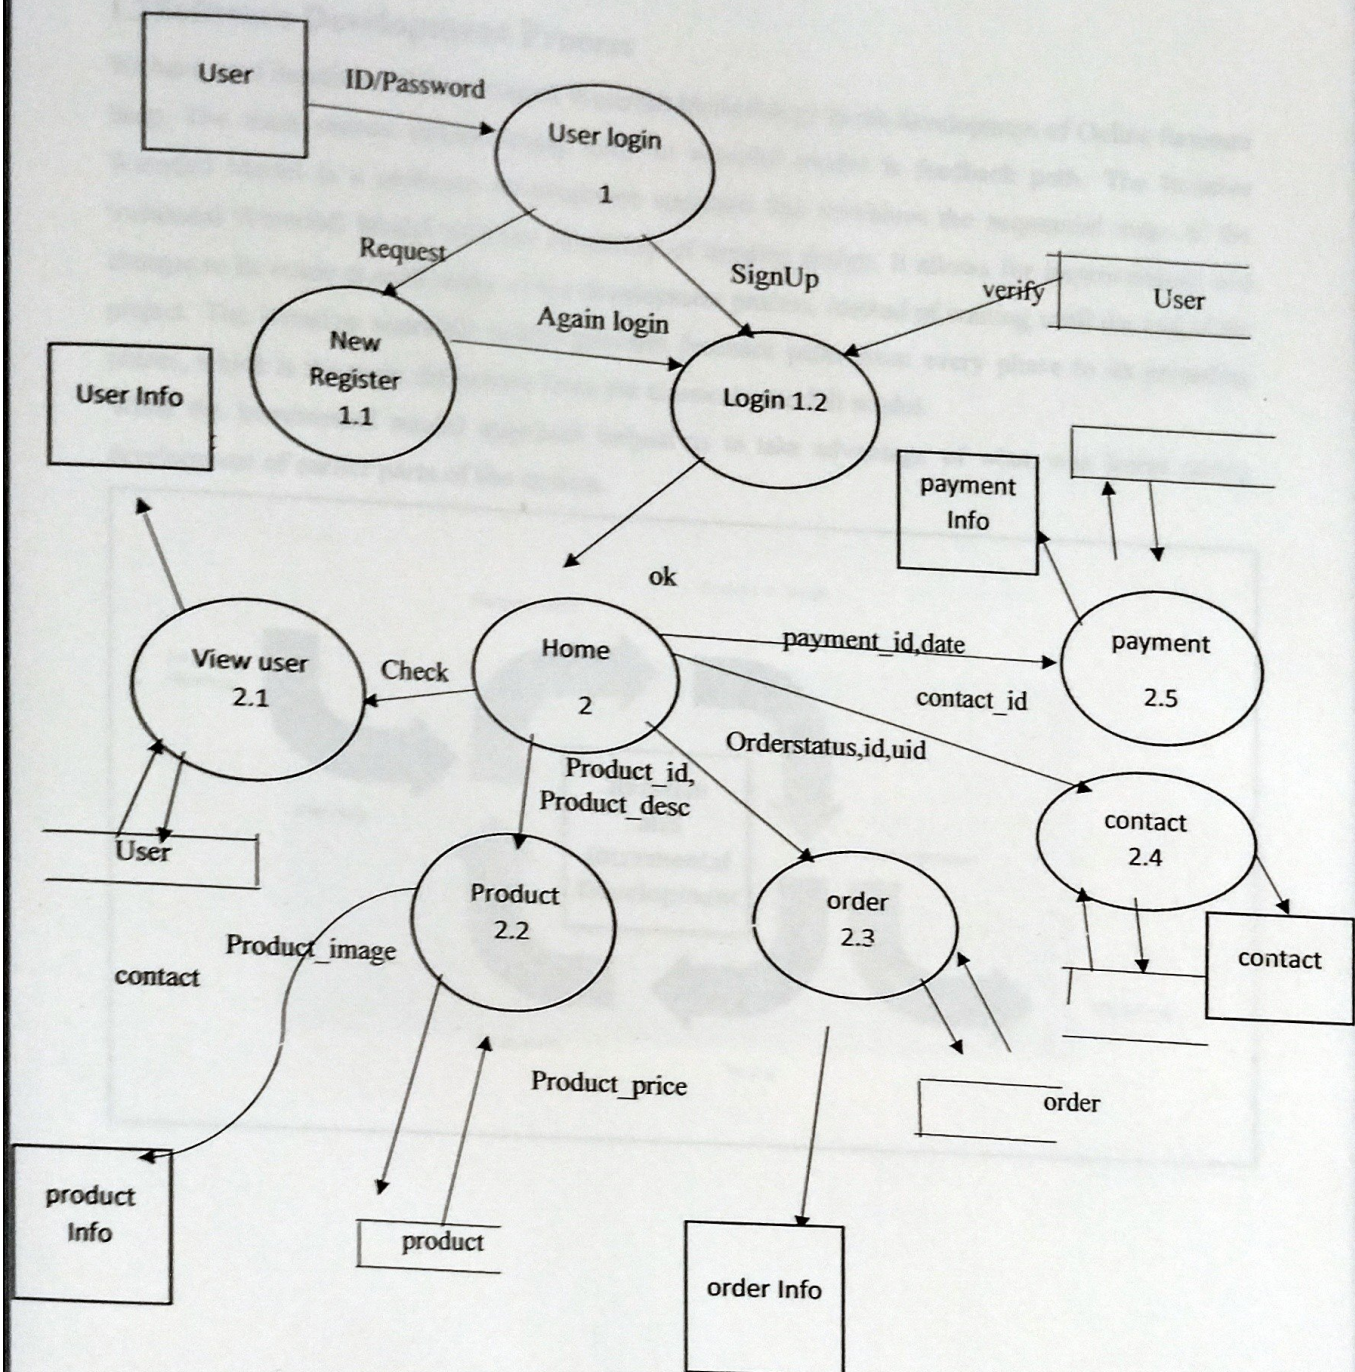 User
ID/Password
User login
1
Request
SignUp
verify
User
Again login
New
Register
1.1
Login 1.2
User Info
payment
Info
ok
View user
2.1
Check
Home
2
payment_id,date
payment
2.5
contact_id
Orderstatus,id,uid
Product_id,
Product_desc
contact
2.4
User
Product
2.2
order
2.3
Product_image
contact
contact
Product_price
order
product
Info
product
order Info